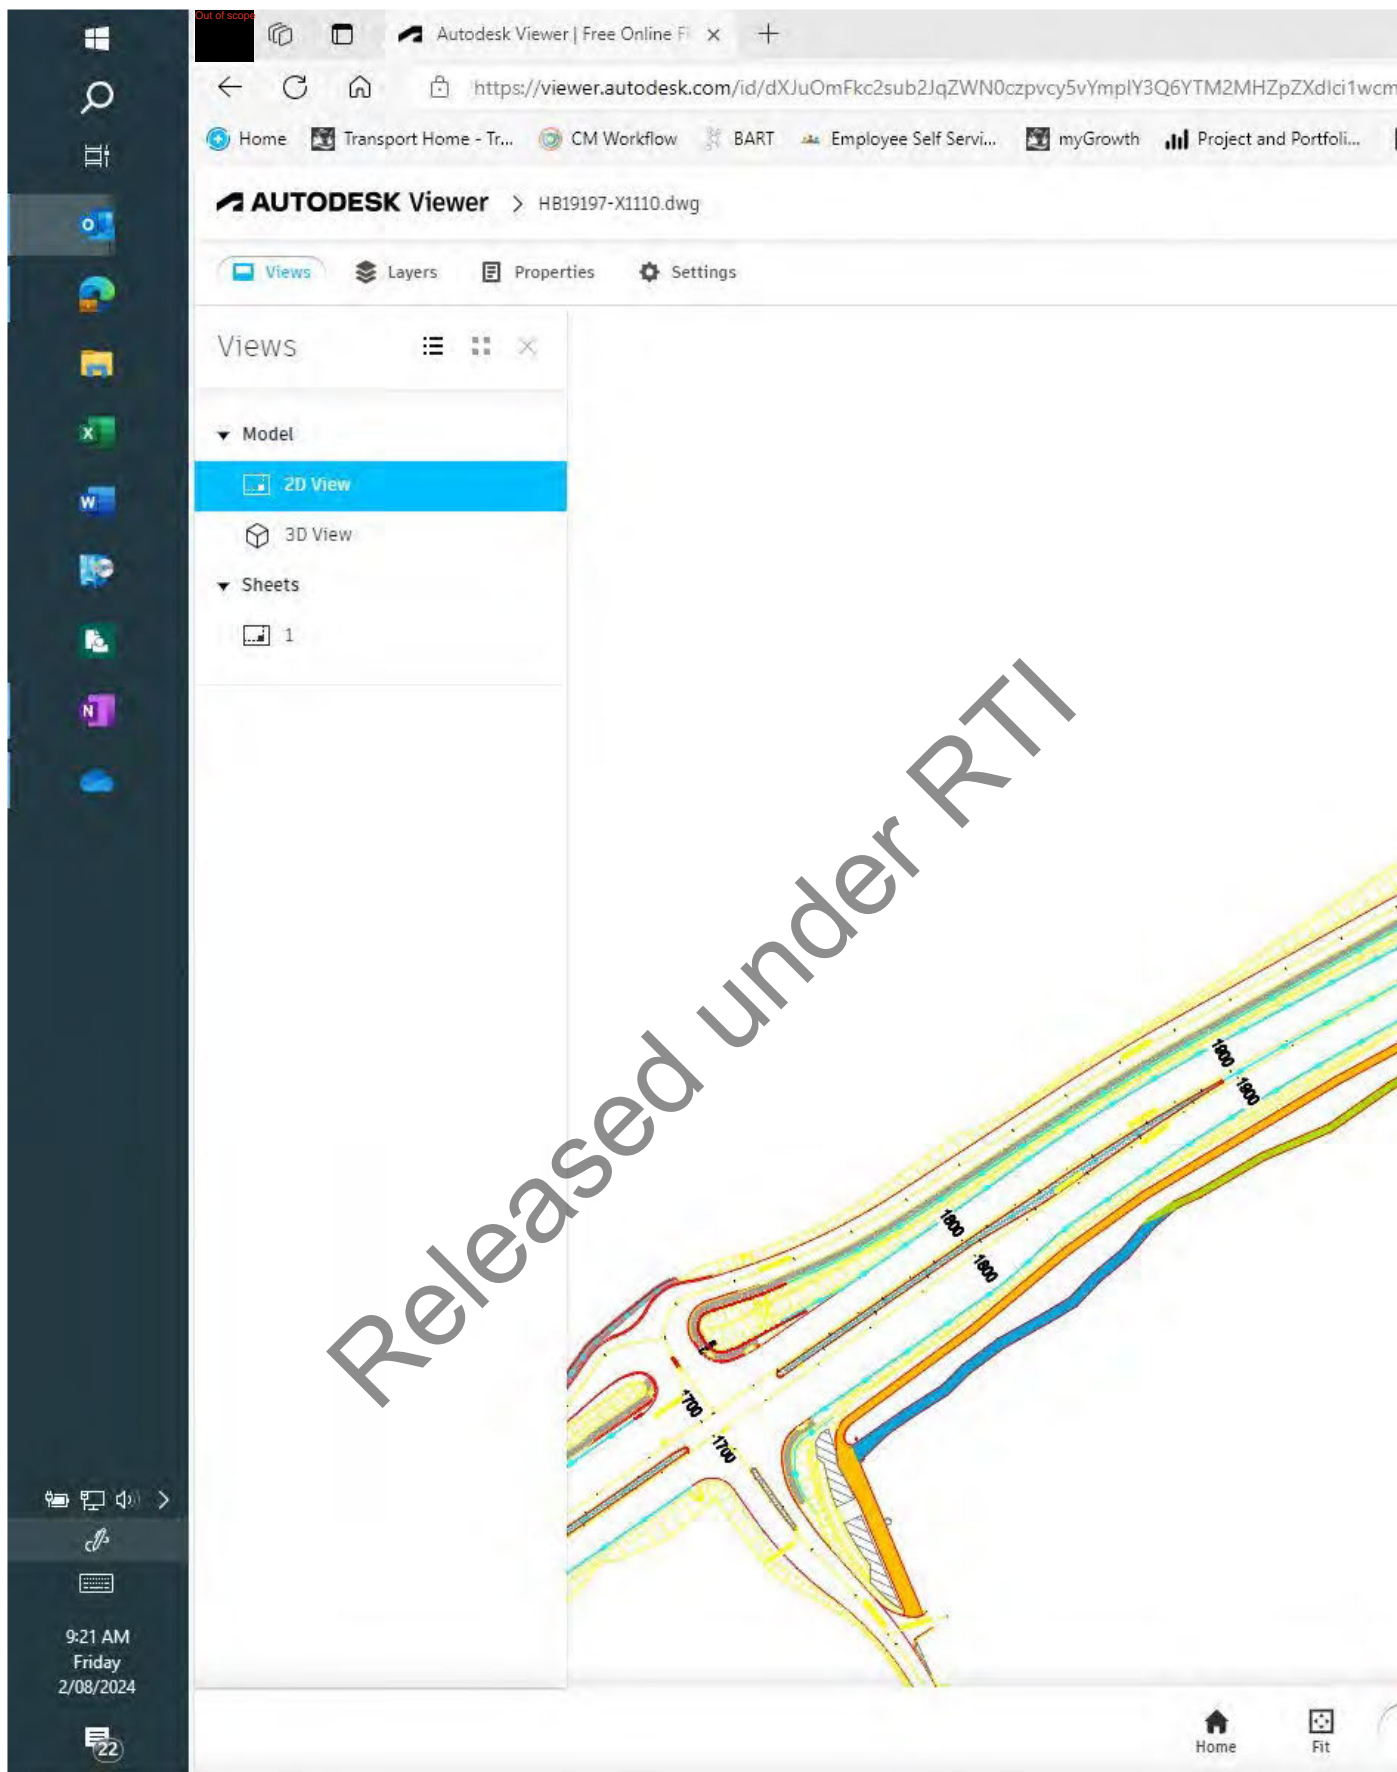 Out of scope
Autodesk Viewer | Free Online Fi
https://viewer.autodesk.com/id/dXJuOmFkc2sub2JqZWN0czpvcy5vYmplY3Q6YTM2MHZpZXdlci1wcm
Home Transport Home - Tr... CM Workflow BART Employee Self Servi... myGrowth Project and Portfoli...
AUTODESK Viewer > HB19197-X1110.dwg
Views Layers Properties Settings
Views
Model
2D View
3D View
Sheets
1
Released under RTI
1900
1900
1800
1800
1700
1700
9:21 AM
Friday
2/08/2024
22
Home Fit